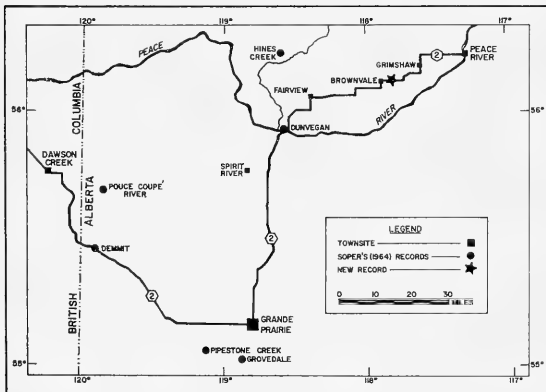 120° 119° 118° 117°
PEACE
HINES
CREEK
2
GRIMSHAW
PEACE
RIVER
BROWNVALE
FAIRVIEW
RIVER
56°
56°
COLUMBIA
DUNVEGAN
DAWSON
CREEK
SPIRIT
RIVER
ALBERTA
POUCE COUPE´
RIVER
LEGEND
TOWNSITE
SOPER'S (1964) RECORDS
NEW RECORD
0 10 20 30 MILES
2
DEMMIT
2
BRITISH
GRANDE
PRAIRIE
PIPESTONE CREEK
GROVEDALE
55°
55°
120° 119° 118° 117°